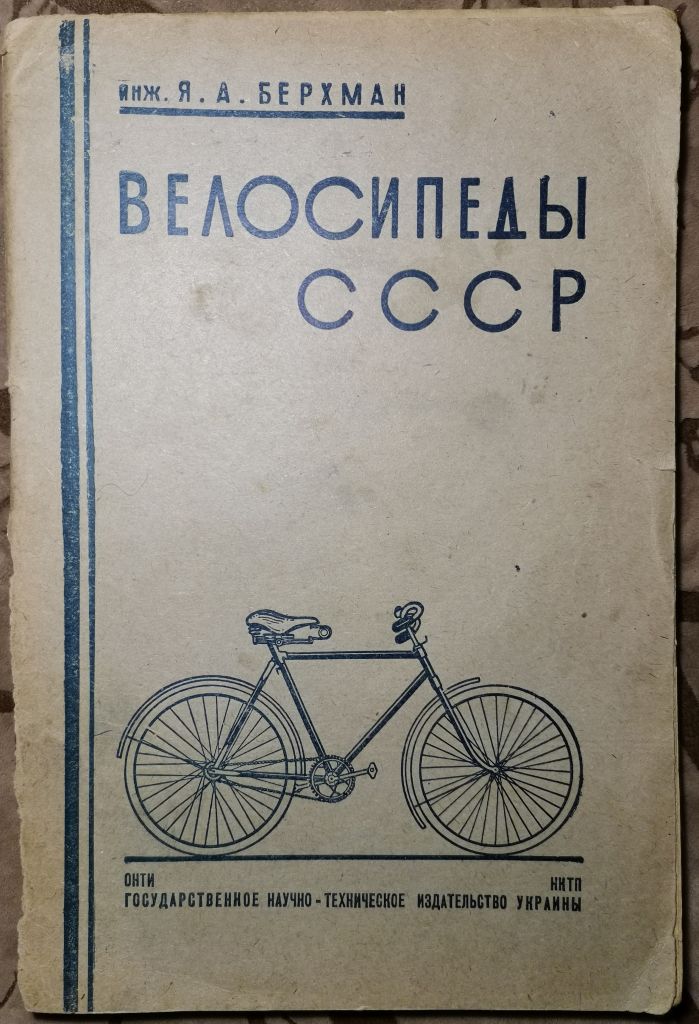 инж. Я. А. БЕРХМАН
ВЕЛОСИПЕДЫ
СССР
ОНТИ НКТП
ГОСУДАРСТВЕННОЕ НАУЧНО-ТЕХНИЧЕСКОЕ ИЗДАТЕЛЬСТВО УКРАИНЫ